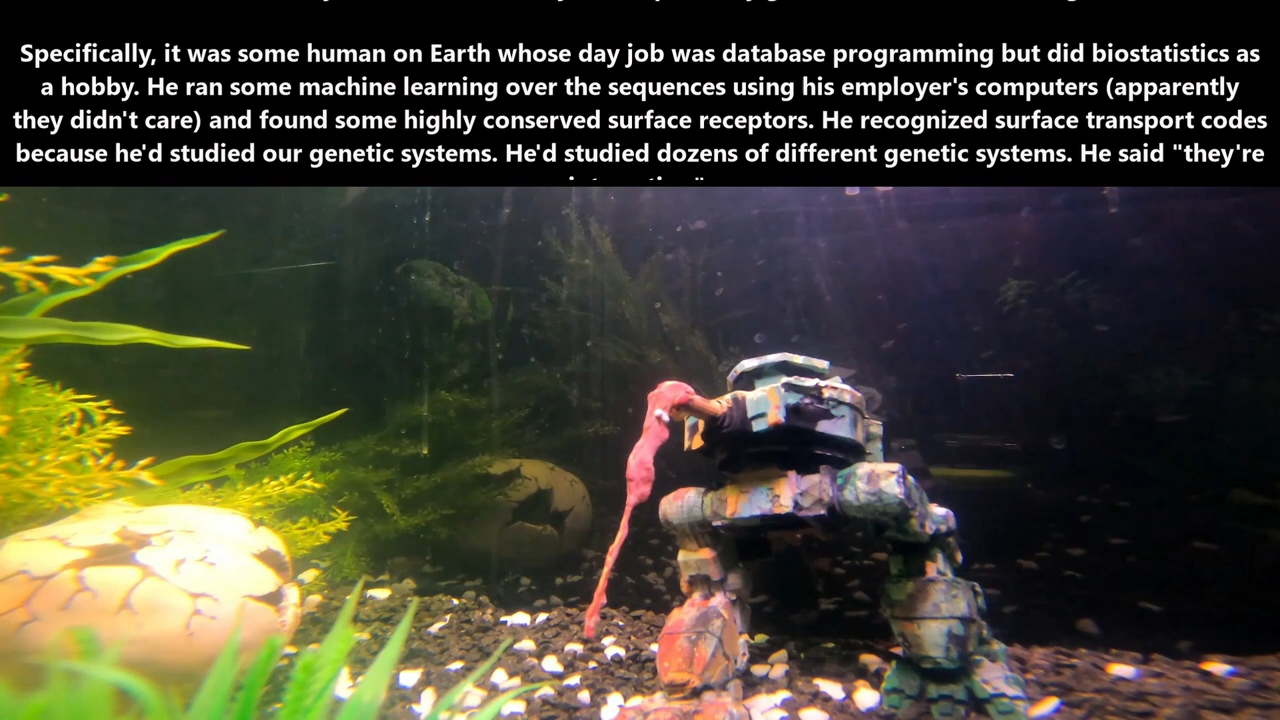 Specifically, it was some human on Earth whose day job was database programming but did biostatistics as
a hobby. He ran some machine learning over the sequences using his employer's computers (apparently
they didn't care) and found some highly conserved surface receptors. He recognized surface transport codes
because he'd studied our genetic systems. He'd studied dozens of different genetic systems. He said "they're